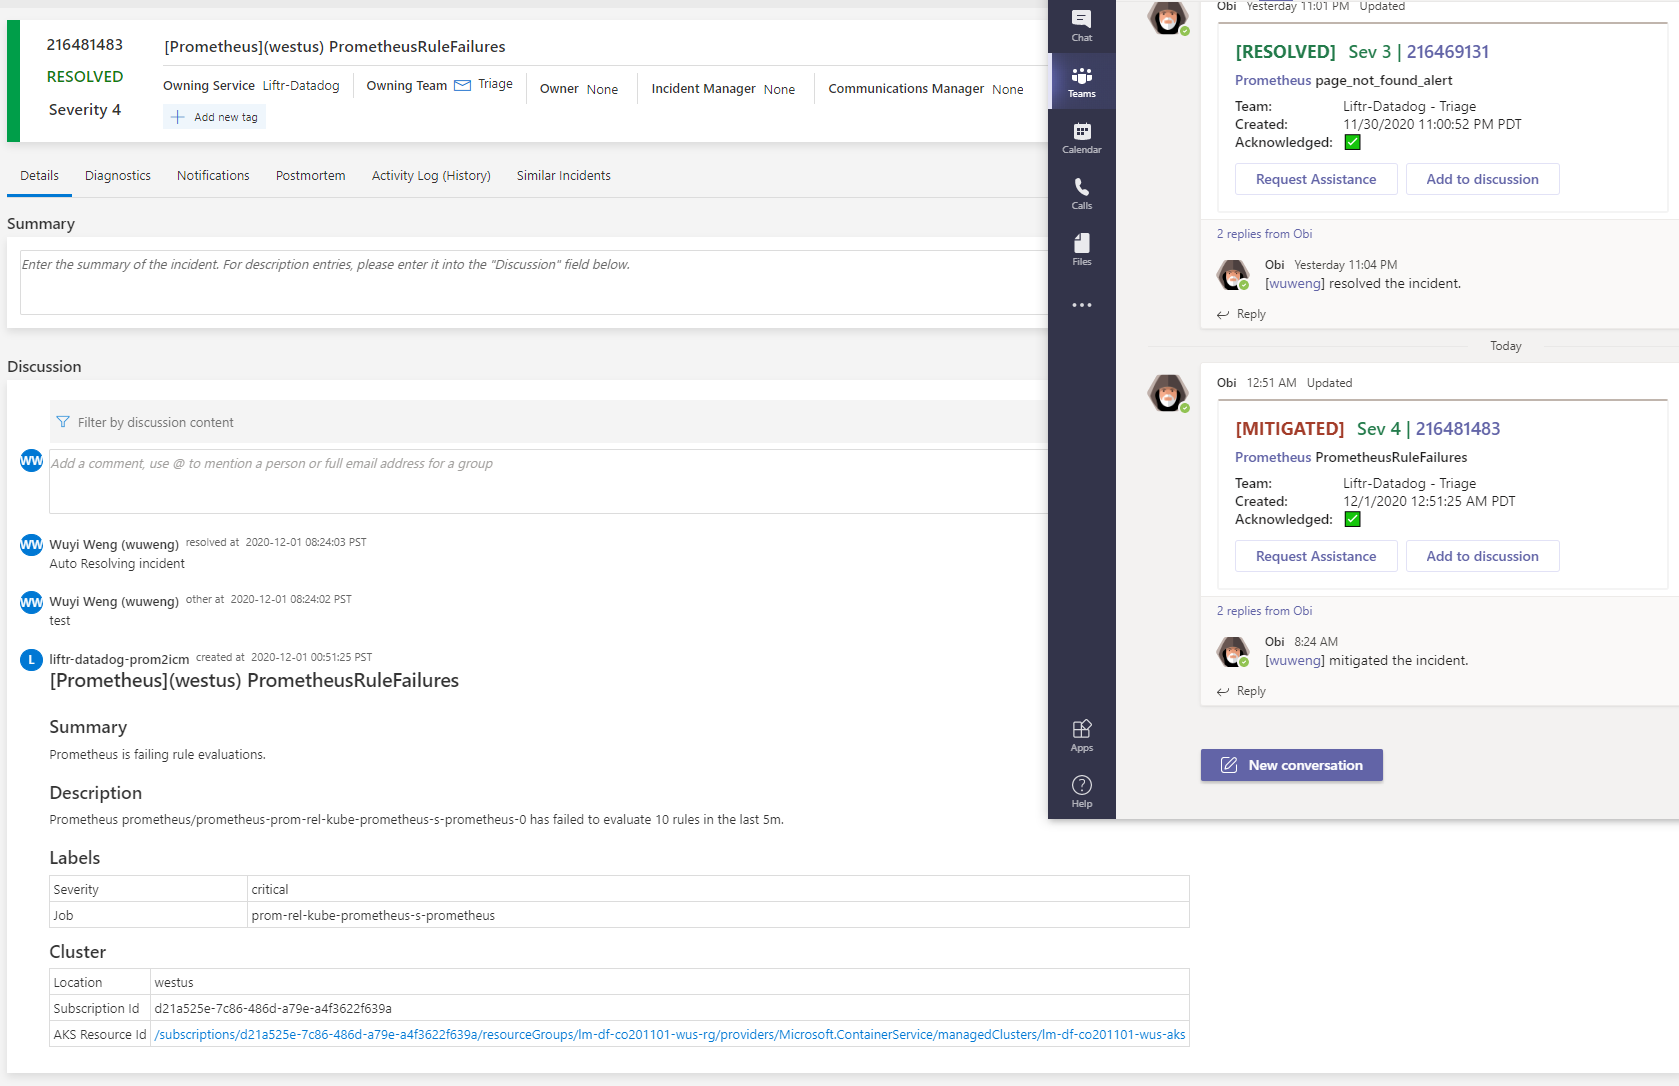 216481483
RESOLVED
Severity 4
[Prometheus](westus) PrometheusRuleFailures
Owning Service Liftr-Datadog
Owning Team Triage
Owner None
Incident Manager None
Communications Manager None
Add new tag
Details Diagnostics Notifications Postmortem Activity Log (History) Similar Incidents
Summary
Enter the summary of the incident. For description entries, please enter it into the "Discussion" field below.
Discussion
Filter by discussion content
WW
Add a comment, use @ to mention a person or full email address for a group
WW
Wuyi Weng (wuweng) resolved at 2020-12-01 08:24:03 PST
Auto Resolving incident
WW
Wuyi Weng (wuweng) other at 2020-12-01 08:24:02 PST
test
L
liftr-datadog-prom2icm created at 2020-12-01 00:51:25 PST
[Prometheus](westus) PrometheusRuleFailures
Summary
Prometheus is failing rule evaluations.
Description
Prometheus prometheus/prometheus-prom-rel-kube-prometheus-s-prometheus-0 has failed to evaluate 10 rules in the last 5m.
Labels
Severity critical
Job prom-rel-kube-prometheus-s-prometheus
Cluster
Location westus
Subscription Id d21a525e-7c86-486d-a79e-a4f3622f639a
AKS Resource Id /subscriptions/d21a525e-7c86-486d-a79e-a4f3622f639a/resourceGroups/lm-df-co201101-wus-rg/providers/Microsoft.ContainerService/managedClusters/lm-df-co201101-wus-aks
Chat
Teams
Calendar
Calls
Files
Apps
Help
Obi Yesterday 11:01 PM Updated
[RESOLVED] Sev 3 | 216469131
Prometheus page_not_found_alert
Team: Liftr-Datadog - Triage
Created: 11/30/2020 11:00:52 PM PDT
Acknowledged:
Request Assistance Add to discussion
2 replies from Obi
Obi Yesterday 11:04 PM
[wuweng] resolved the incident.
Reply
Today
Obi 12:51 AM Updated
[MITIGATED] Sev 4 | 216481483
Prometheus PrometheusRuleFailures
Team: Liftr-Datadog - Triage
Created: 12/1/2020 12:51:25 AM PDT
Acknowledged:
Request Assistance Add to discussion
2 replies from Obi
Obi 8:24 AM
[wuweng] mitigated the incident.
Reply
New conversation